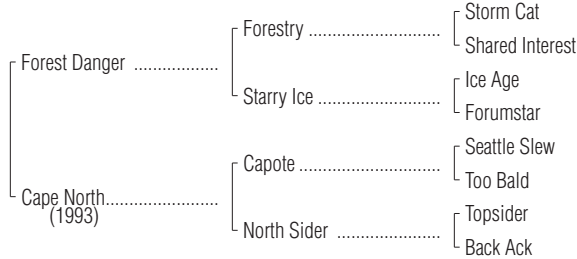 Storm Cat
Forestry
Shared Interest
Forest Danger
Ice Age
Starry Ice
Forumstar
Seattle Slew
Capote
Too Bald
Cape North
(1993)
Topsider
North Sider
Back Ack